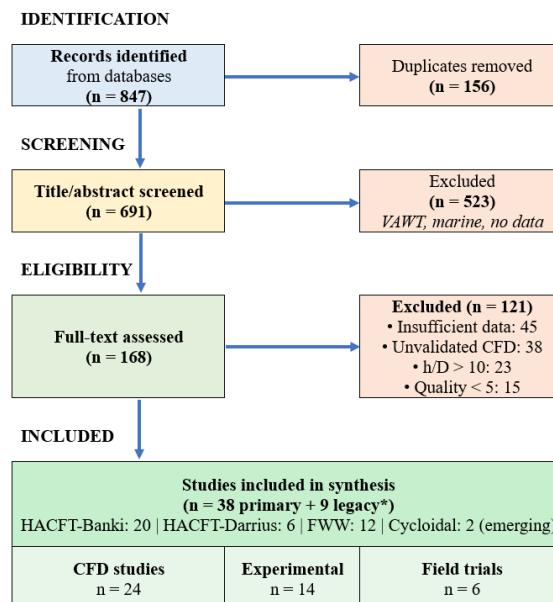 IDENTIFICATION
Records identified
from databases
(n = 847)
Duplicates removed
(n = 156)
SCREENING
Title/abstract screened
(n = 691)
Excluded
(n = 523)
VAWT, marine, no data
ELIGIBILITY
Full-text assessed
(n = 168)
Excluded (n = 121)
• Insufficient data: 45
• Unvalidated CFD: 38
• h/D > 10: 23
• Quality < 5: 15
INCLUDED
Studies included in synthesis
(n = 38 primary + 9 legacy*)
HACFT-Banki: 20 | HACFT-Darrius: 6 | FWW: 12 | Cycloidal: 2 (emerging)
CFD studies
n = 24
Experimental
n = 14
Field trials
n = 6